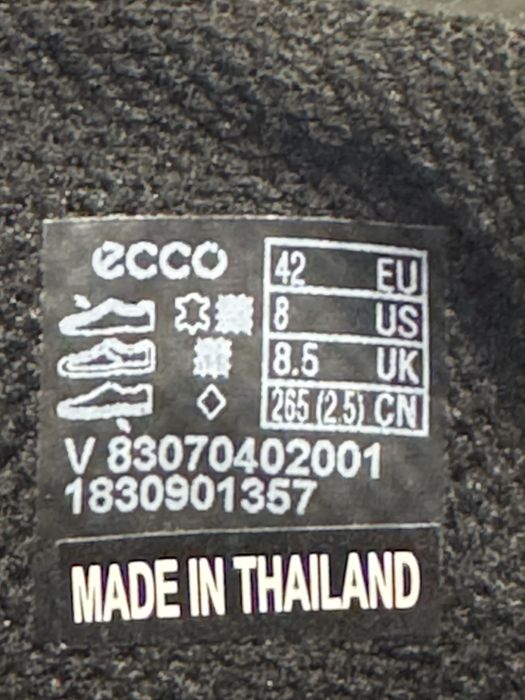 ecco
42 EU
8 US
8.5 UK
265 (2.5) CN
V 83070402001
1830901357
MADE IN THAILAND